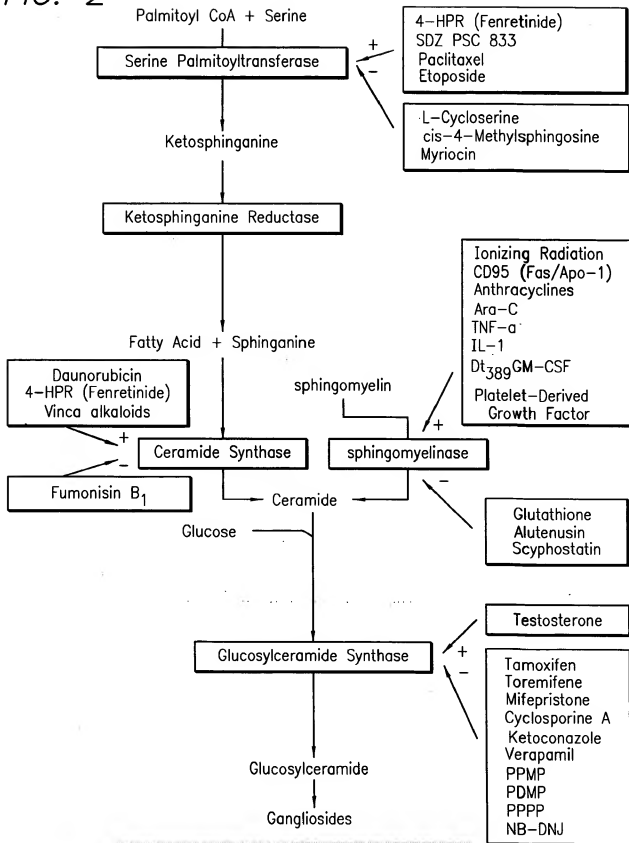 FIG. 2
Palmitoyl CoA + Serine
Serine Palmitoyltransferase
+
−
4-HPR (Fenretinide)
SDZ PSC 833
Paclitaxel
Etoposide
L-Cycloserine
cis-4-Methylsphingosine
Myriocin
Ketosphinganine
Ketosphinganine Reductase
Fatty Acid + Sphinganine
Ionizing Radiation
CD95 (Fas/Apo-1)
Anthracyclines
Ara-C
TNF-a
IL-1
Dt389GM-CSF
Platelet-Derived
Growth Factor
Daunorubicin
4-HPR (Fenretinide)
Vinca alkaloids
+
−
Fumonisin B1
Ceramide Synthase
sphingomyelin
sphingomyelinase
+
−
Glutathione
Alutenusin
Scyphostatin
Ceramide
Glucose
Glucosylceramide Synthase
+
−
Testosterone
Tamoxifen
Toremifene
Mifepristone
Cyclosporine A
Ketoconazole
Verapamil
PPMP
PDMP
PPPP
NB-DNJ
Glucosylceramide
Gangliosides